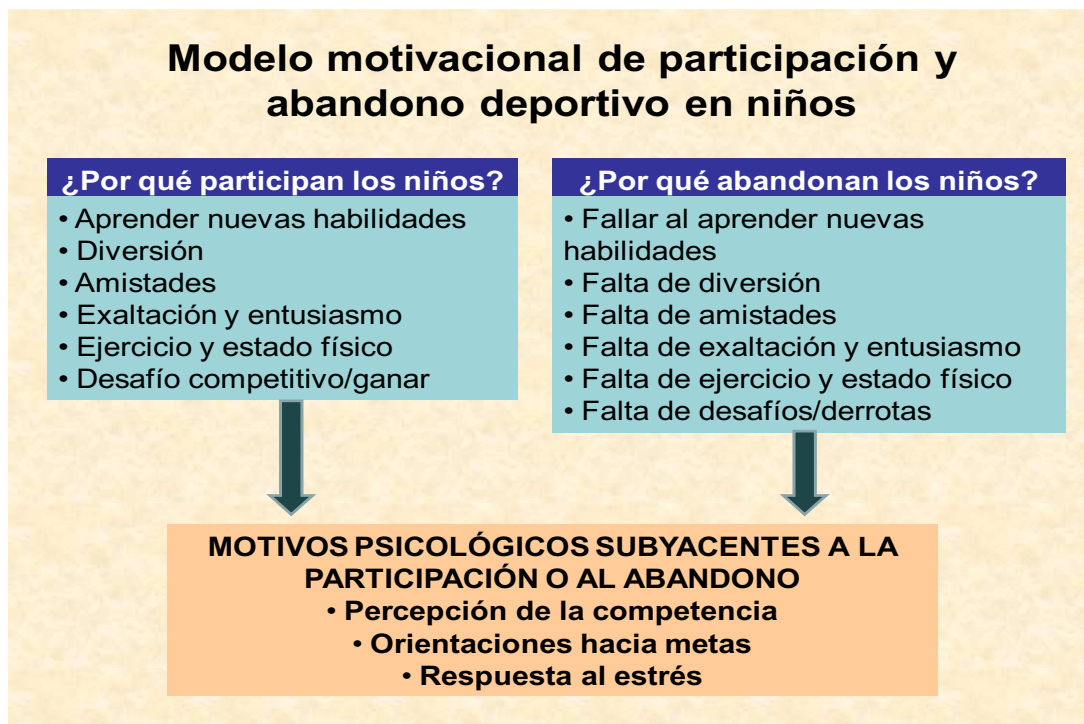 Modelo motivacional de participación y
abandono deportivo en niños
¿Por qué participan los niños?
• Aprender nuevas habilidades
• Diversión
• Amistades
• Exaltación y entusiasmo
• Ejercicio y estado físico
• Desafío competitivo/ganar
¿Por qué abandonan los niños?
• Fallar al aprender nuevas
habilidades
• Falta de diversión
• Falta de amistades
• Falta de exaltación y entusiasmo
• Falta de ejercicio y estado físico
• Falta de desafíos/derrotas
MOTIVOS PSICOLÓGICOS SUBYACENTES A LA
PARTICIPACIÓN O AL ABANDONO
• Percepción de la competencia
• Orientaciones hacia metas
• Respuesta al estrés